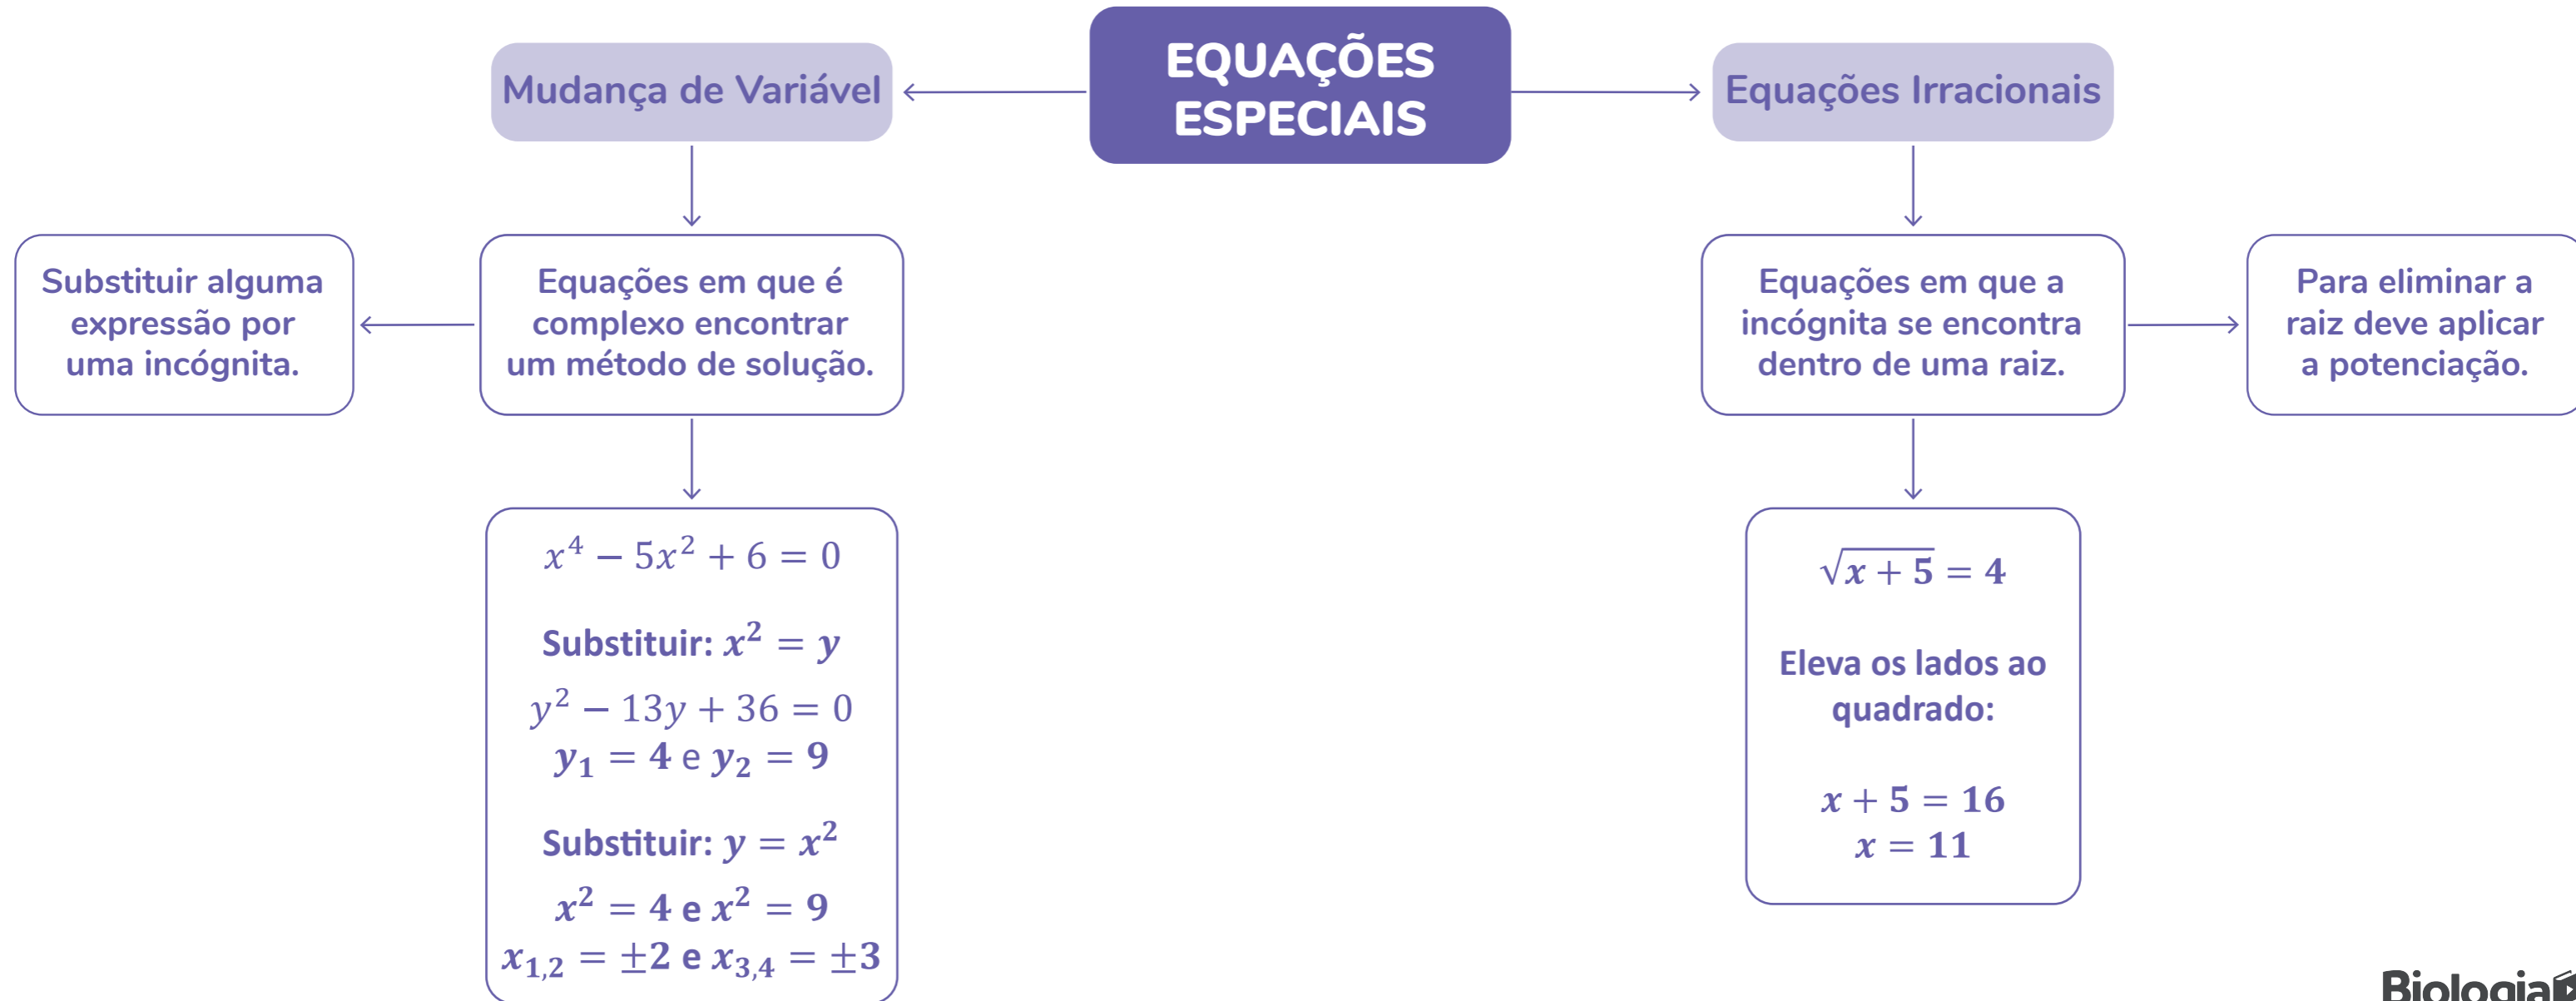 EQUAÇÕES
ESPECIAIS
Mudança de Variável
Equações em que é
complexo encontrar
um método de solução.
Substituir alguma
expressão por
uma incógnita.
x⁴ − 5x² + 6 = 0
Substituir: x² = y
y² − 13y + 36 = 0
y₁ = 4 e y₂ = 9
Substituir: y = x²
x² = 4 e x² = 9
x₁,₂ = ±2 e x₃,₄ = ±3
Equações Irracionais
Equações em que a
incógnita se encontra
dentro de uma raiz.
Para eliminar a
raiz deve aplicar
a potenciação.
√(x + 5) = 4
Eleva os lados ao
quadrado:
x + 5 = 16
x = 11
Biologia